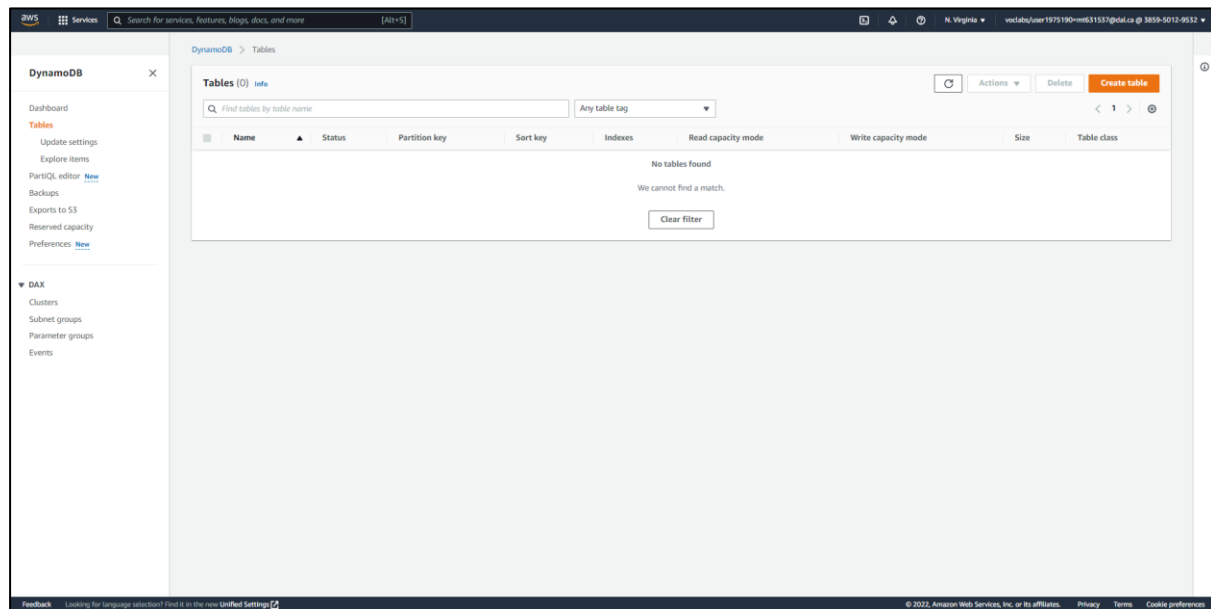 aws Services Search for services, features, blogs, docs, and more [Alt+S] N. Virginia voclabs/user1975190=mt631537@dal.ca @ 3859-5012-9532
DynamoDB > Tables
DynamoDB
Dashboard
Tables
Update settings
Explore items
PartiQL editor New
Backups
Exports to S3
Reserved capacity
Preferences New
DAX
Clusters
Subnet groups
Parameter groups
Events
Tables (0) Info
Actions Delete Create table
Find tables by table name Any table tag 1
Name Status Partition key Sort key Indexes Read capacity mode Write capacity mode Size Table class
No tables found
We cannot find a match.
Clear filter
Feedback Looking for language selection? Find it in the new Unified Settings © 2022, Amazon Web Services, Inc. or its affiliates. Privacy Terms Cookie preferences